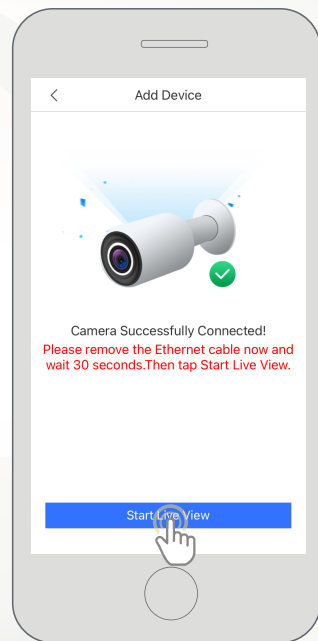 Add Device
Camera Successfully Connected!
Please remove the Ethernet cable now and
wait 30 seconds.Then tap Start Live View.
Start Live View